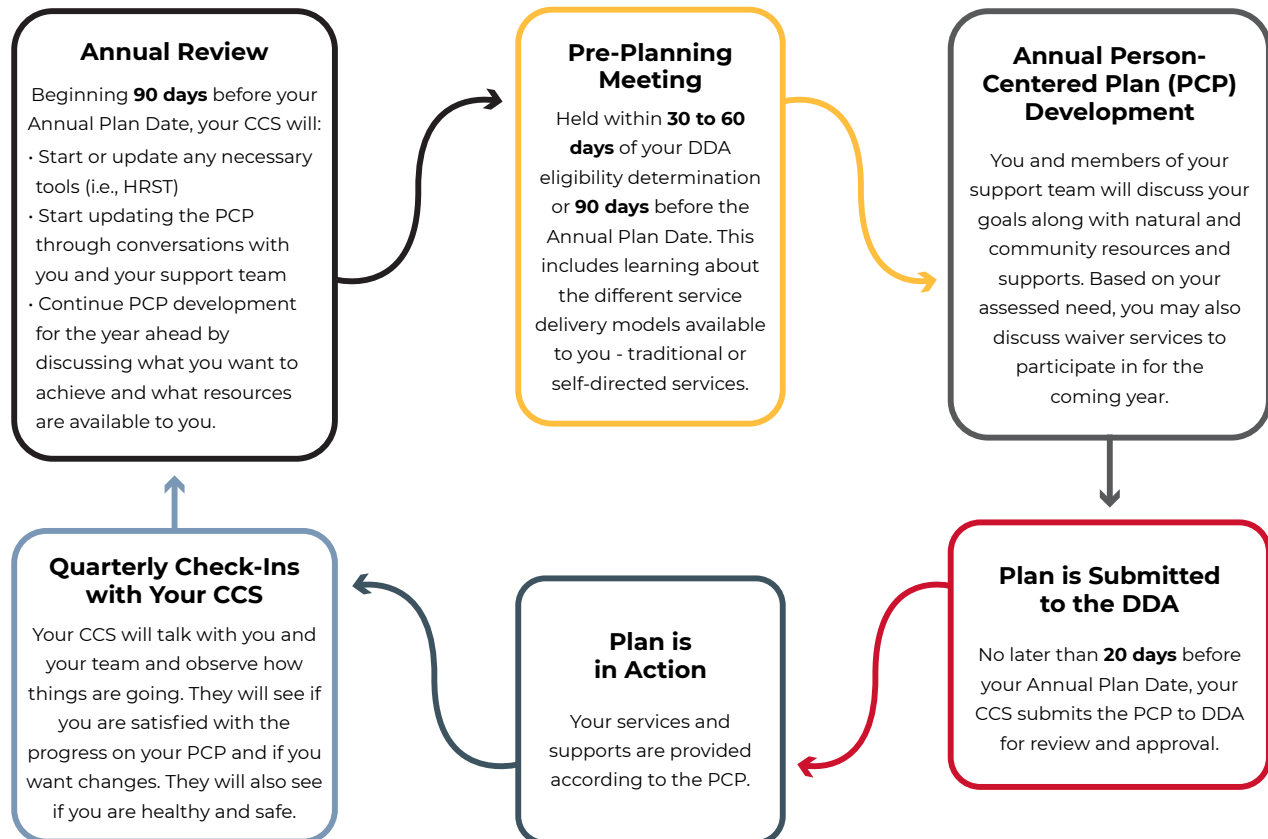 Annual Review
Beginning 90 days before your
Annual Plan Date, your CCS will:
· Start or update any necessary
tools (i.e., HRST)
· Start updating the PCP
through conversations with
you and your support team
· Continue PCP development
for the year ahead by
discussing what you want to
achieve and what resources
are available to you.
Pre-Planning
Meeting
Held within 30 to 60
days of your DDA
eligibility determination
or 90 days before the
Annual Plan Date. This
includes learning about
the different service
delivery models available
to you - traditional or
self-directed services.
Annual Person-
Centered Plan (PCP)
Development
You and members of your
support team will discuss your
goals along with natural and
community resources and
supports. Based on your
assessed need, you may also
discuss waiver services to
participate in for the
coming year.
Plan is Submitted
to the DDA
No later than 20 days before
your Annual Plan Date, your
CCS submits the PCP to DDA
for review and approval.
Plan is
in Action
Your services and
supports are provided
according to the PCP.
Quarterly Check-Ins
with Your CCS
Your CCS will talk with you and
your team and observe how
things are going. They will see if
you are satisfied with the
progress on your PCP and if you
want changes. They will also see
if you are healthy and safe.